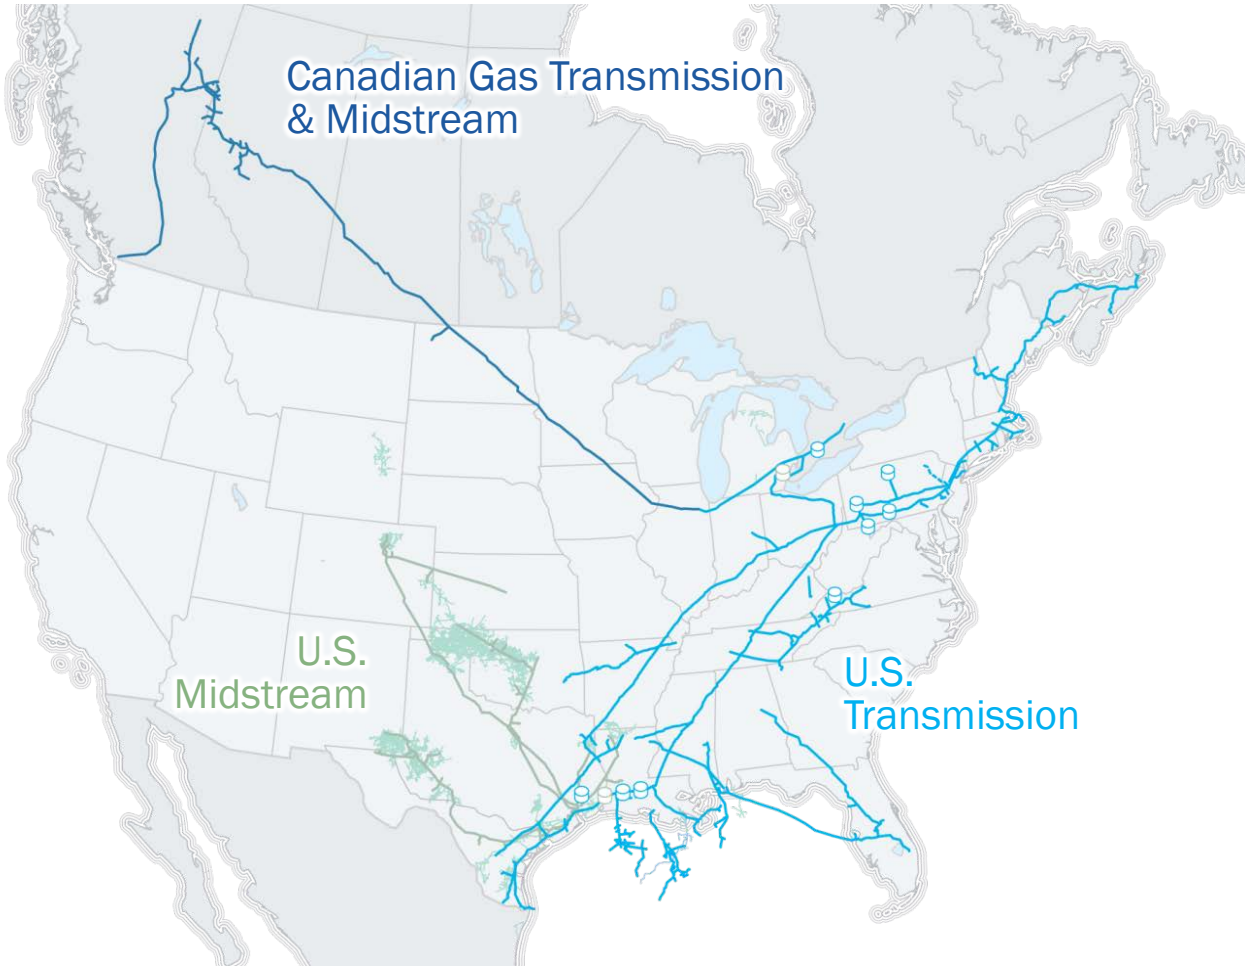 Canadian Gas Transmission
& Midstream
U.S.
Midstream
U.S.
Transmission